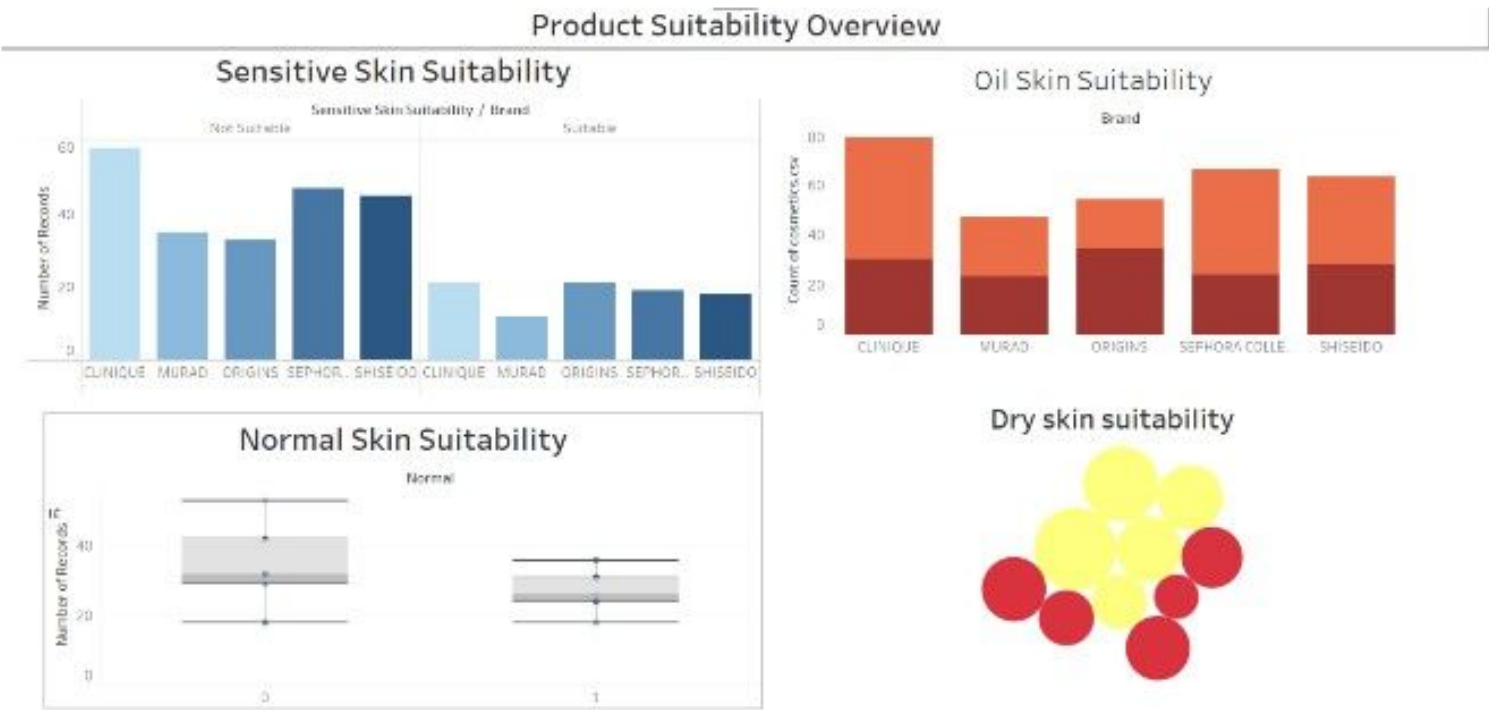 Product Suitability Overview
Sensitive Skin Suitability
Sensitive Skin Suitability / Brand
Not Suitable
Suitable
60
40
20
0
Number of Records
CLINIQUE MURAD ORIGINS SEPHOR.. SHISEIDO CLINIQUE MURAD ORIGINS SEPHOR.. SHISEIDO
Oil Skin Suitability
Brand
80
60
40
20
0
Count of cosmetics.csv
CLINIQUE MURAD ORIGINS SEPHORA COLLE.. SHISEIDO
Normal Skin Suitability
Normal
40
20
0
Number of Records
0 1
Dry skin suitability